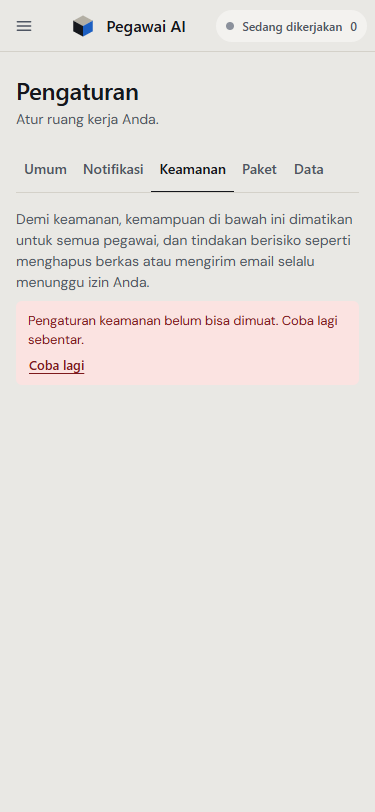 Pegawai AI
Sedang dikerjakan 0
Pengaturan
Atur ruang kerja Anda.
Umum Notifikasi Keamanan Paket Data
Demi keamanan, kemampuan di bawah ini dimatikan
untuk semua pegawai, dan tindakan berisiko seperti
menghapus berkas atau mengirim email selalu
menunggu izin Anda.
Pengaturan keamanan belum bisa dimuat. Coba lagi
sebentar.
Coba lagi